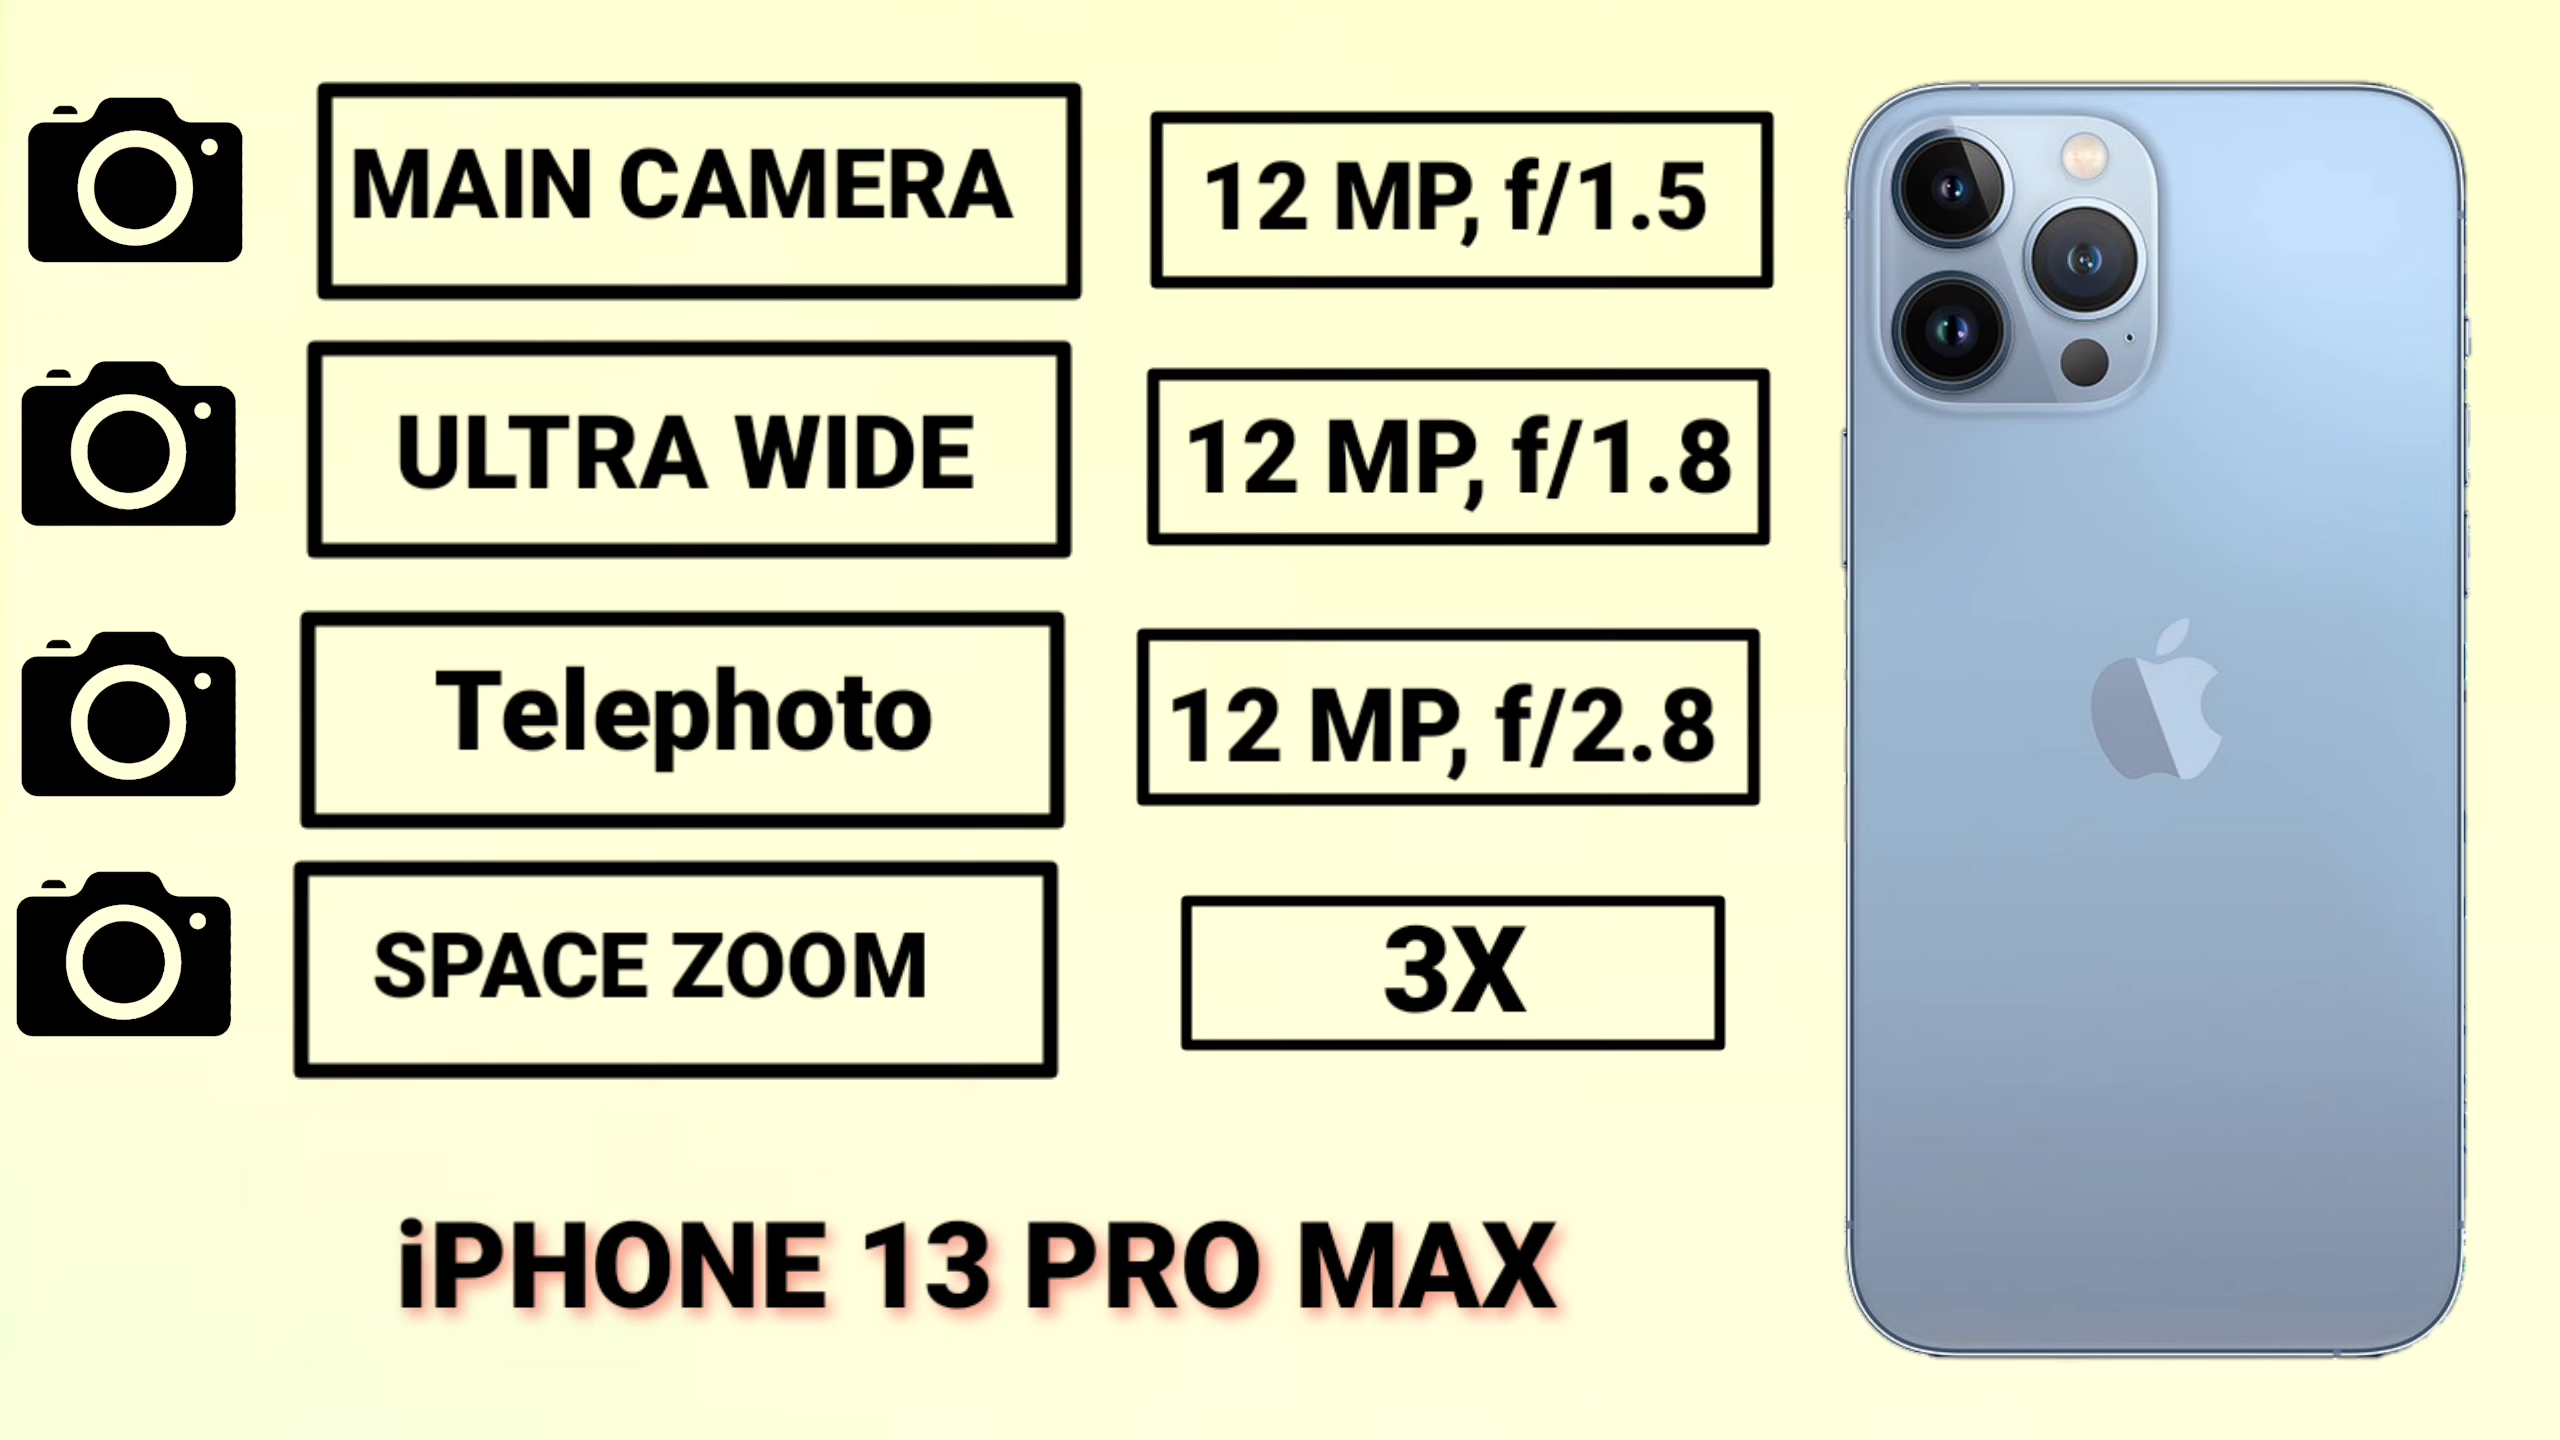 MAIN CAMERA
12 MP, f/1.5
ULTRA WIDE
12 MP, f/1.8
Telephoto
12 MP, f/2.8
SPACE ZOOM
3X
iPHONE 13 PRO MAX